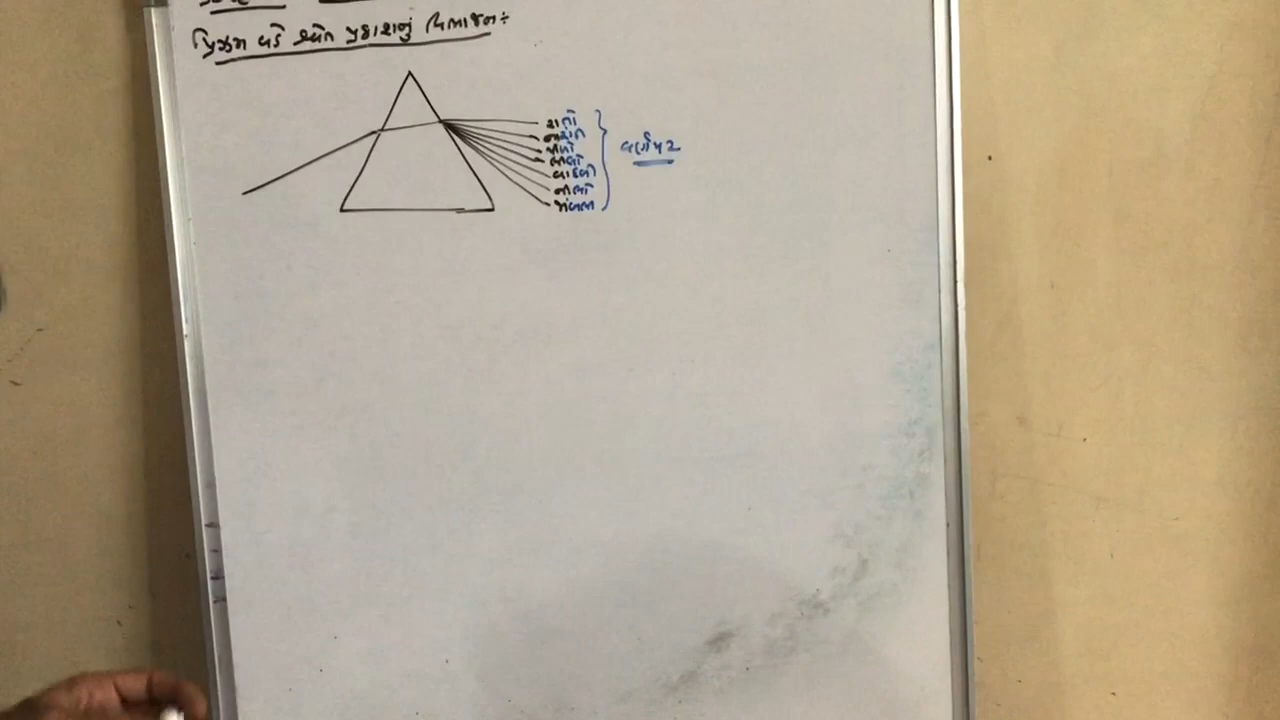 પ્રિઝમ વડે શ્વેત પ્રકાશનું વિભાજન÷
રાતો
નારંગી
પીળો
લીલો
વાદળી
નીલો
જાંબલી
વર્ણપટ